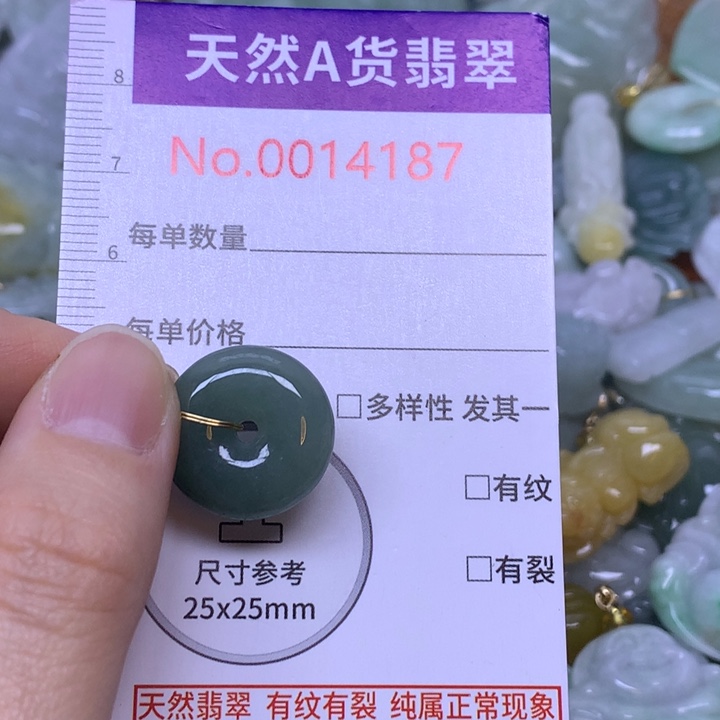 天然A货翡翠
No.0014187
8
7
6
每单数量
每单价格
多样性 发其一
有纹
有裂
尺寸参考
25x25mm
天然翡翠 有纹有裂 纯属正常现象